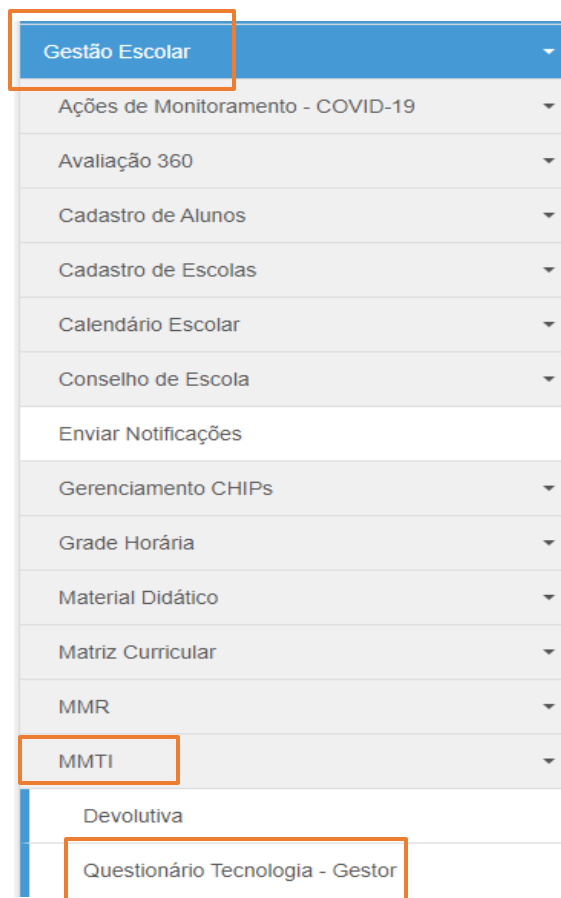 Gestão Escolar
Ações de Monitoramento - COVID-19
Avaliação 360
Cadastro de Alunos
Cadastro de Escolas
Calendário Escolar
Conselho de Escola
Enviar Notificações
Gerenciamento CHIPs
Grade Horária
Material Didático
Matriz Curricular
MMR
MMTI
Devolutiva
Questionário Tecnologia - Gestor